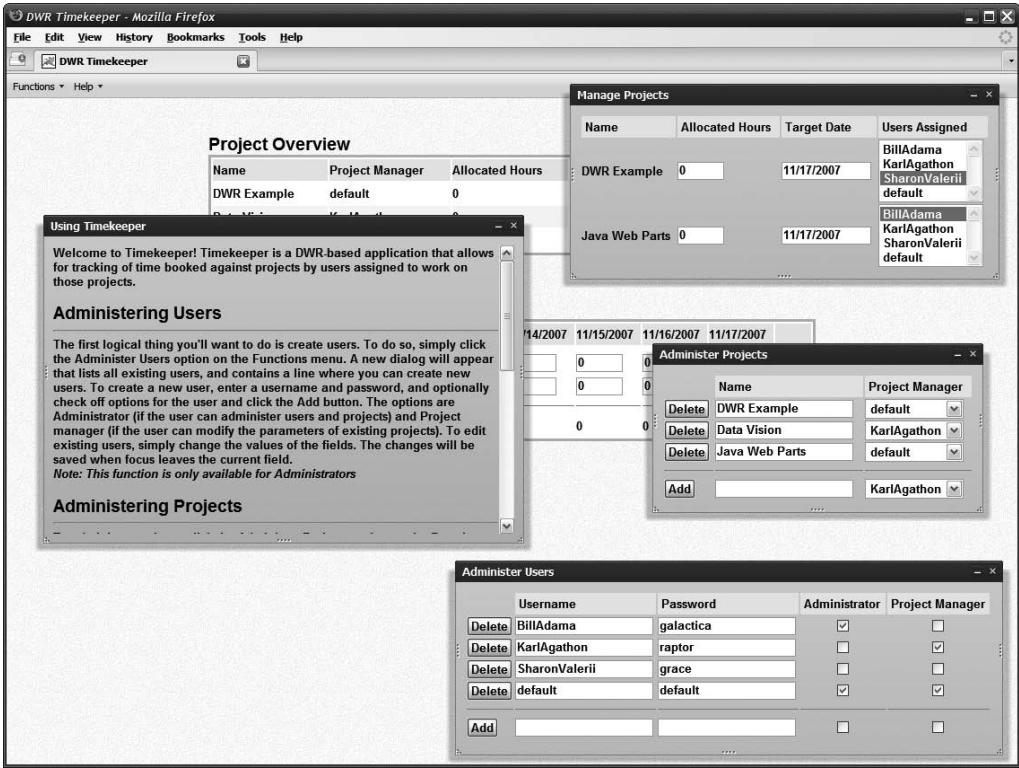 DWR Timekeeper - Mozilla Firefox
File Edit View History Bookmarks Tools Help
DWR Timekeeper
Functions Help
Project Overview
Name Project Manager Allocated Hours
DWR Example default 0
Manage Projects
Name Allocated Hours Target Date Users Assigned
DWR Example 0 11/17/2007
BillAdama
KarlAgathon
SharonValerii
default
Java Web Parts 0 11/17/2007
BillAdama
KarlAgathon
SharonValerii
default
Using Timekeeper
Welcome to Timekeeper! Timekeeper is a DWR-based application that allows
for tracking of time booked against projects by users assigned to work on
those projects.
Administering Users
The first logical thing you'll want to do is create users. To do so, simply click
the Administer Users option on the Functions menu. A new dialog will appear
that lists all existing users, and contains a line where you can create new
users. To create a new user, enter a username and password, and optionally
check off options for the user and click the Add button. The options are
Administrator (if the user can administer users and projects) and Project
manager (if the user can modify the parameters of existing projects). To edit
existing users, simply change the values of the fields. The changes will be
saved when focus leaves the current field.
Note: This function is only available for Administrators
Administering Projects
/14/2007 11/15/2007 11/16/2007 11/17/2007
0 0
0 0
0 0
Administer Projects
Name Project Manager
Delete DWR Example default
Delete Data Vision KarlAgathon
Delete Java Web Parts default
Add KarlAgathon
Administer Users
Username Password Administrator Project Manager
Delete BillAdama galactica
Delete KarlAgathon raptor
Delete SharonValerii grace
Delete default default
Add